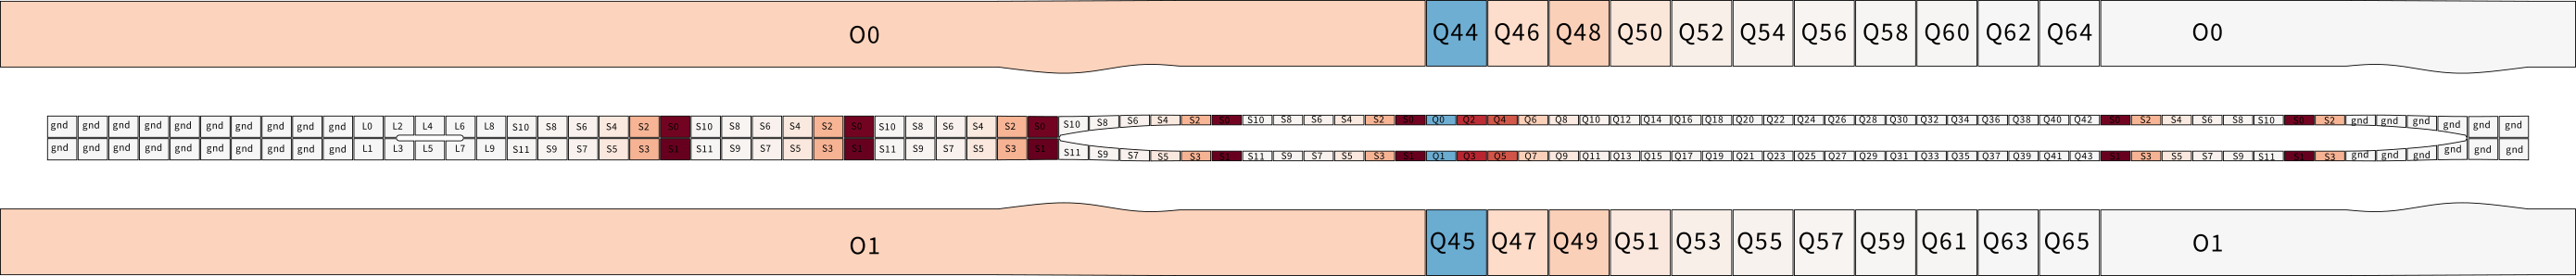 O0 Q44 Q46 Q48 Q50 Q52 Q54 Q56 Q58 Q60 Q62 Q64 O0
gnd gnd gnd gnd gnd gnd gnd gnd gnd gnd L0 L2 L4 L6 L8 S10 S8 S6 S4 S2 S0 S10 S8 S6 S4 S2 S0 S10 S8 S6 S4 S2 S0 S10 S8 S6 S4 S2 S0 S10 S8 S6 S4 S2 S0 Q0 Q2 Q4 Q6 Q8 Q10 Q12 Q14 Q16 Q18 Q20 Q22 Q24 Q26 Q28 Q30 Q32 Q34 Q36 Q38 Q40 Q42 S0 S2 S4 S6 S8 S10 S0 S2 gnd gnd gnd gnd gnd gnd
gnd gnd gnd gnd gnd gnd gnd gnd gnd gnd L1 L3 L5 L7 L9 S11 S9 S7 S5 S3 S1 S11 S9 S7 S5 S3 S1 S11 S9 S7 S5 S3 S1 S11 S9 S7 S5 S3 S1 S11 S9 S7 S5 S3 S1 Q1 Q3 Q5 Q7 Q9 Q11 Q13 Q15 Q17 Q19 Q21 Q23 Q25 Q27 Q29 Q31 Q33 Q35 Q37 Q39 Q41 Q43 S1 S3 S5 S7 S9 S11 S1 S3 gnd gnd gnd gnd gnd gnd
O1 Q45 Q47 Q49 Q51 Q53 Q55 Q57 Q59 Q61 Q63 Q65 O1